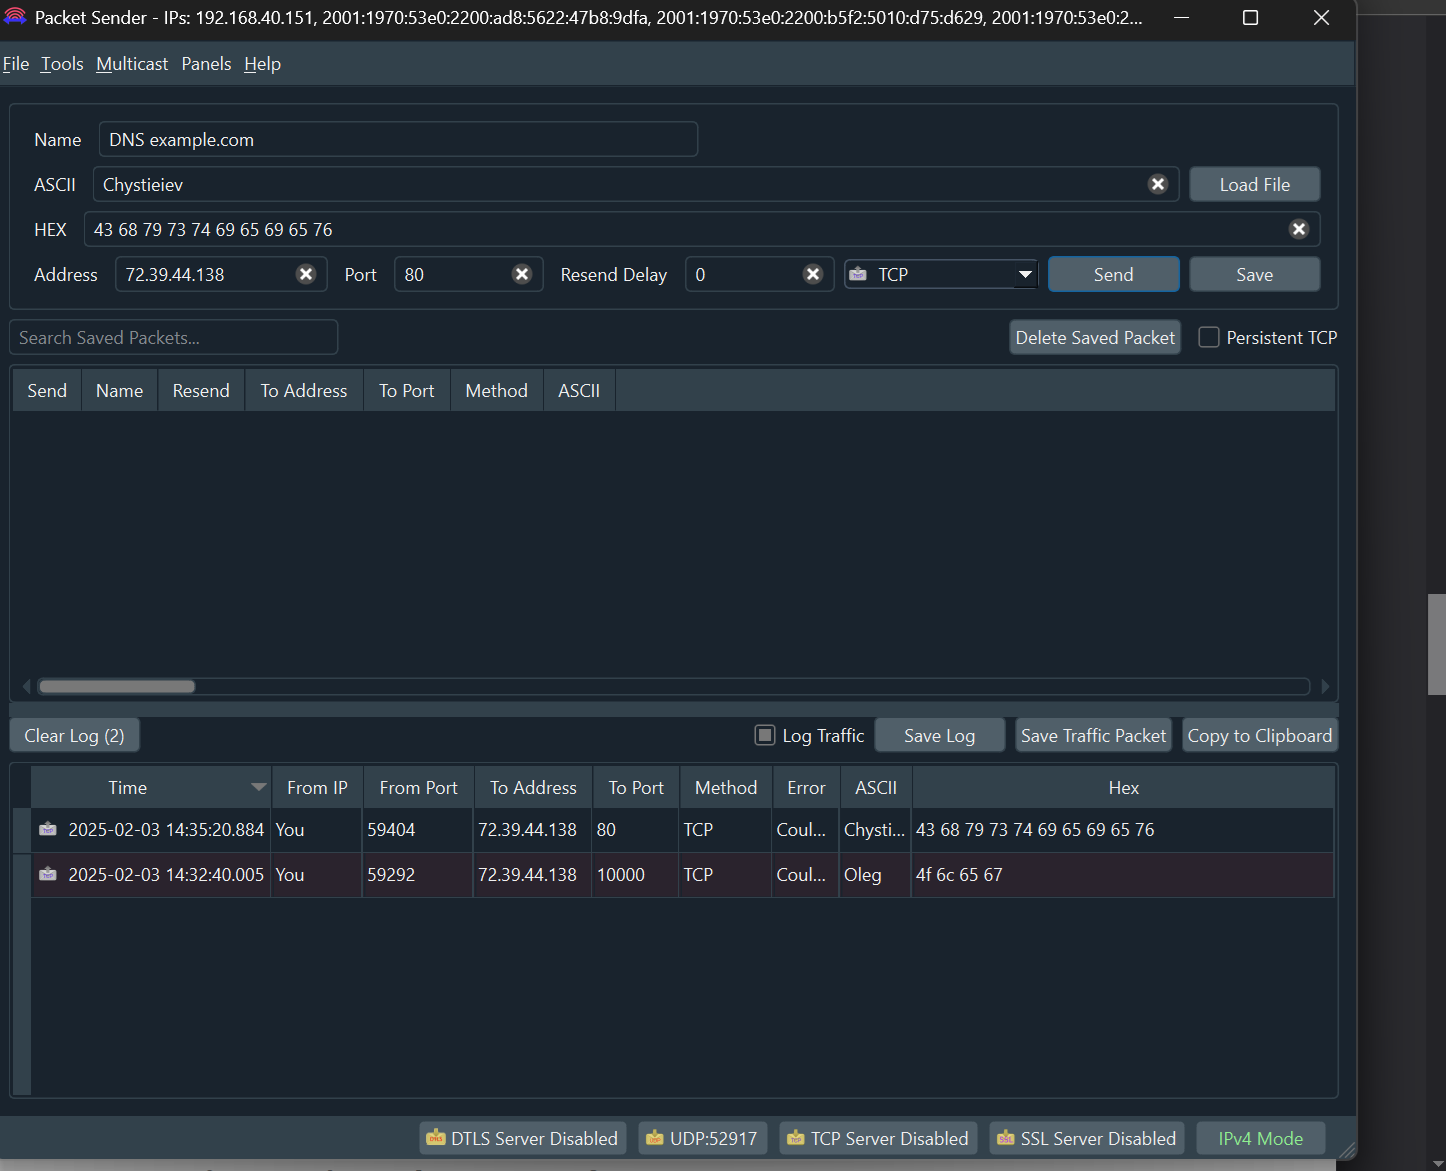 Packet Sender - IPs: 192.168.40.151, 2001:1970:53e0:2200:ad8:5622:47b8:9dfa, 2001:1970:53e0:2200:b5f2:5010:d75:d629, 2001:1970:53e0:2...
File Tools Multicast Panels Help
Name DNS example.com
ASCII Chystieiev Load File
HEX 43 68 79 73 74 69 65 69 65 76
Address 72.39.44.138 Port 80 Resend Delay 0 TCP Send Save
Search Saved Packets... Delete Saved Packet Persistent TCP
Send Name Resend To Address To Port Method ASCII
Clear Log (2) Log Traffic Save Log Save Traffic Packet Copy to Clipboard
Time From IP From Port To Address To Port Method Error ASCII Hex
2025-02-03 14:35:20.884 You 59404 72.39.44.138 80 TCP Coul... Chysti... 43 68 79 73 74 69 65 69 65 76
2025-02-03 14:32:40.005 You 59292 72.39.44.138 10000 TCP Coul... Oleg 4f 6c 65 67
DTLS Server Disabled UDP:52917 TCP Server Disabled SSL Server Disabled IPv4 Mode